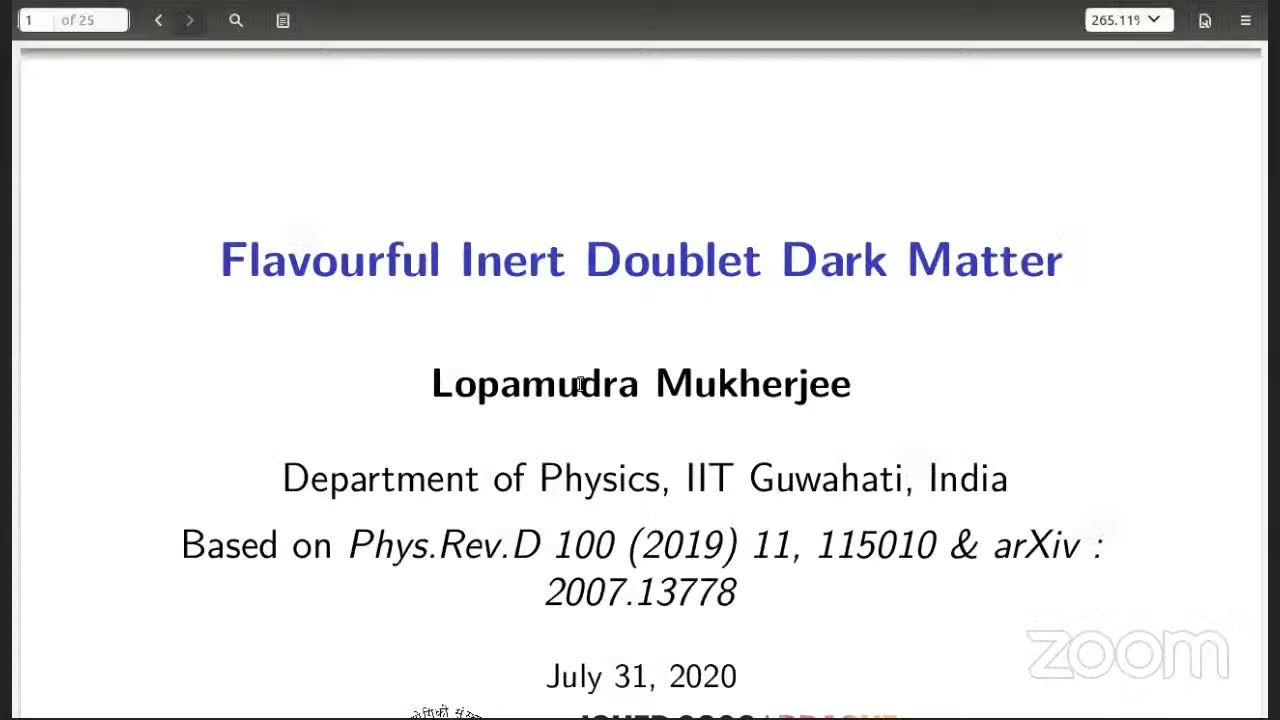 1 of 25
265.11%
Flavourful Inert Doublet Dark Matter
Lopamudra Mukherjee
Department of Physics, IIT Guwahati, India
Based on Phys.Rev.D 100 (2019) 11, 115010 & arXiv :
2007.13778
July 31, 2020
zoom